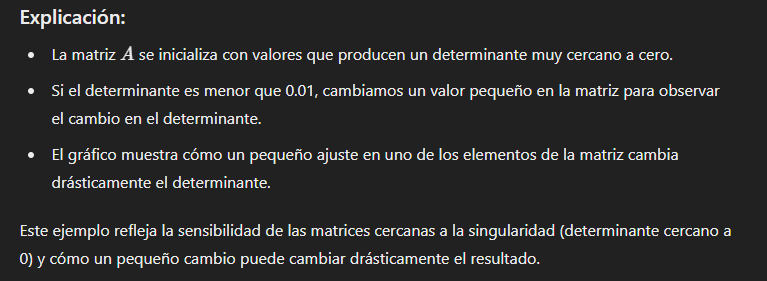 Explicación:
• La matriz A se inicializa con valores que producen un determinante muy cercano a cero.
• Si el determinante es menor que 0.01, cambiamos un valor pequeño en la matriz para observar
el cambio en el determinante.
• El gráfico muestra cómo un pequeño ajuste en uno de los elementos de la matriz cambia
drásticamente el determinante.
Este ejemplo refleja la sensibilidad de las matrices cercanas a la singularidad (determinante cercano a
0) y cómo un pequeño cambio puede cambiar drásticamente el resultado.